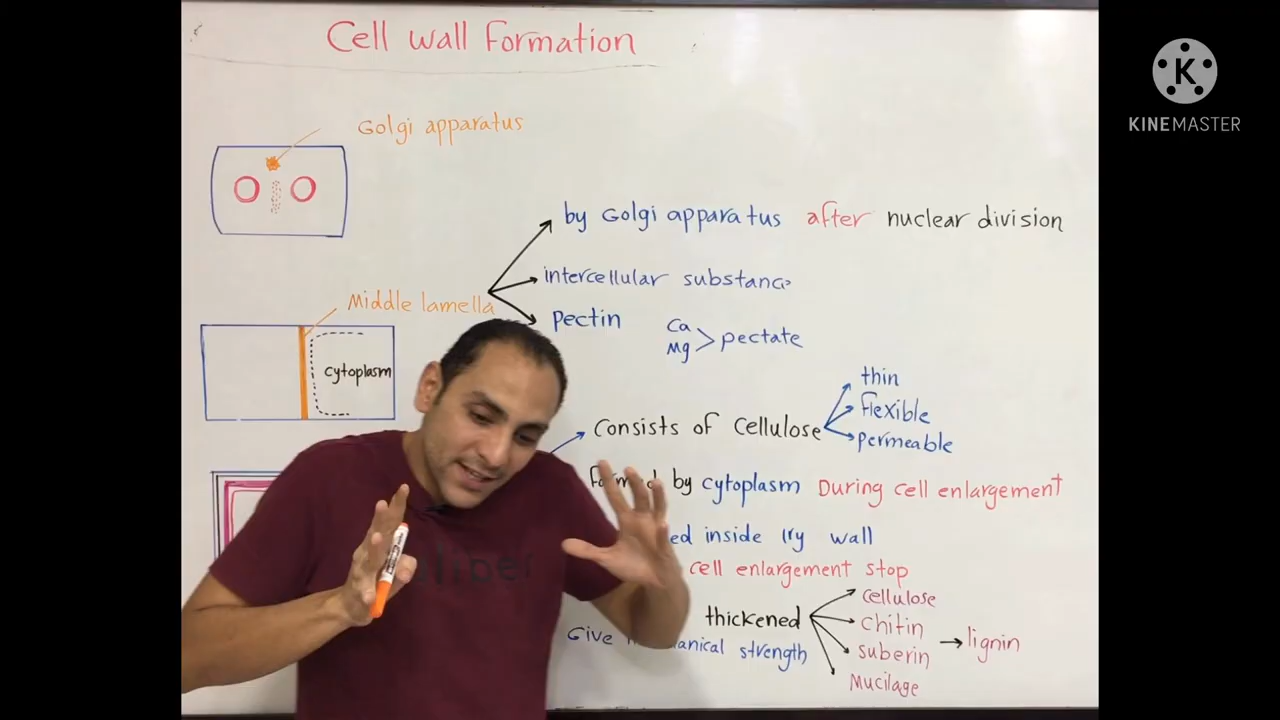 Cell wall Formation
KINEMASTER
Golgi apparatus
by Golgi apparatus after nuclear division
intercellular substance
Middle lamella
pectin
Ca
Mg > pectate
cytoplasm
thin
Consists of cellulose
flexible
permeable
by cytoplasm During cell enlargement
inside 1ry wall
cell enlargement stop
thickened
cellulose
chitin
suberin
lignin
Give
strength
Mucilage